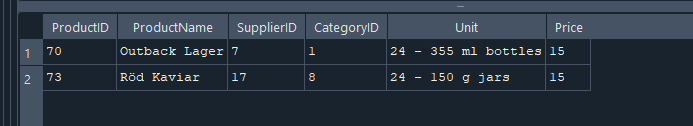 ProductID ProductName SupplierID CategoryID Unit Price
1 70 Outback Lager 7 1 24 - 355 ml bottles 15
2 73 Röd Kaviar 17 8 24 - 150 g jars 15